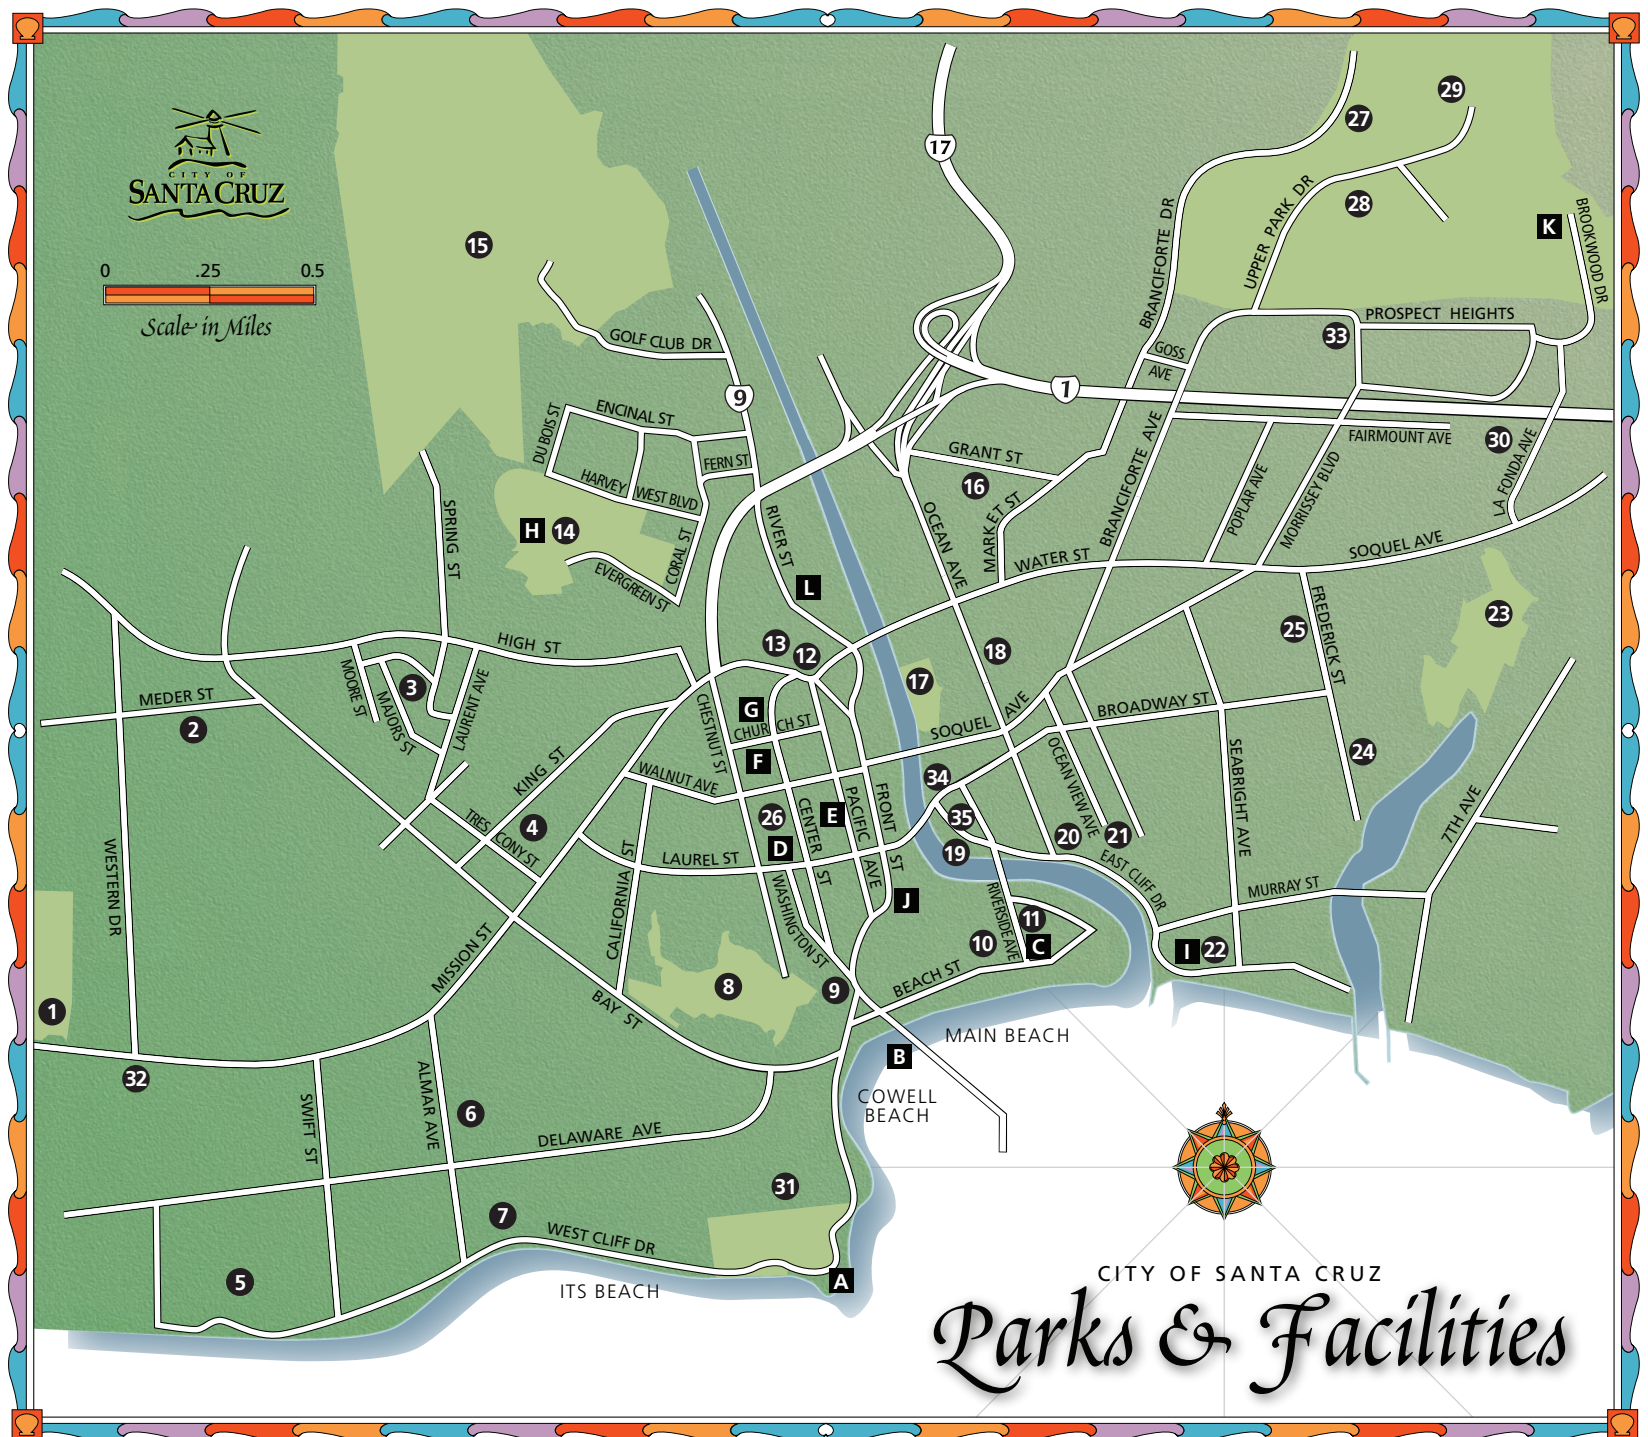 CITY OF
SANTA CRUZ
0 .25 0.5
Scale in Miles
17
27
29
28
K
BROOKWOOD DR
15
BRANCIFORTE DR
UPPER PARK DR
PROSPECT HEIGHTS
33
GOLF CLUB DR
GOSS
AVE
1
9
DUBOIS ST
ENCINAL ST
FERN ST
HARVEY WEST BLVD
GRANT ST
16
MARKET ST
BRANCIFORTE AVE
FAIRMOUNT AVE
30
LA FONDA AVE
POPLAR AVE
MORRISSEY BLVD
SPRING ST
H
14
EVERGREEN ST
CORAL ST
RIVER ST
OCEAN AVE
WATER ST
SOQUEL AVE
L
23
25
FREDERICK ST
HIGH ST
13
12
18
MOORE ST
3
MAJORS ST
LAURENT AVE
MEDER ST
2
17
G
CHURCH ST
CHESTNUT ST
F
SOQUEL AVE
BROADWAY ST
OCEAN VIEW AVE
SEABRIGHT AVE
24
7TH AVE
WALNUT AVE
KING ST
TRES CONY ST
4
26
CENTER ST
E
PACIFIC AVE
FRONT ST
34
35
20
21
D
LAUREL ST
19
EAST CLIFF DR
MURRAY ST
WESTERN DR
CALIFORNIA ST
WASHINGTON ST
J
RIVERSIDE AVE
11
10
C
I
22
MISSION ST
8
9
BEACH ST
BAY ST
1
MAIN BEACH
B
32
COWELL
BEACH
SWIFT ST
ALMAR AVE
6
DELAWARE AVE
31
7
WEST CLIFF DR
5
A
ITS BEACH
CITY OF SANTA CRUZ
Parks & Facilities